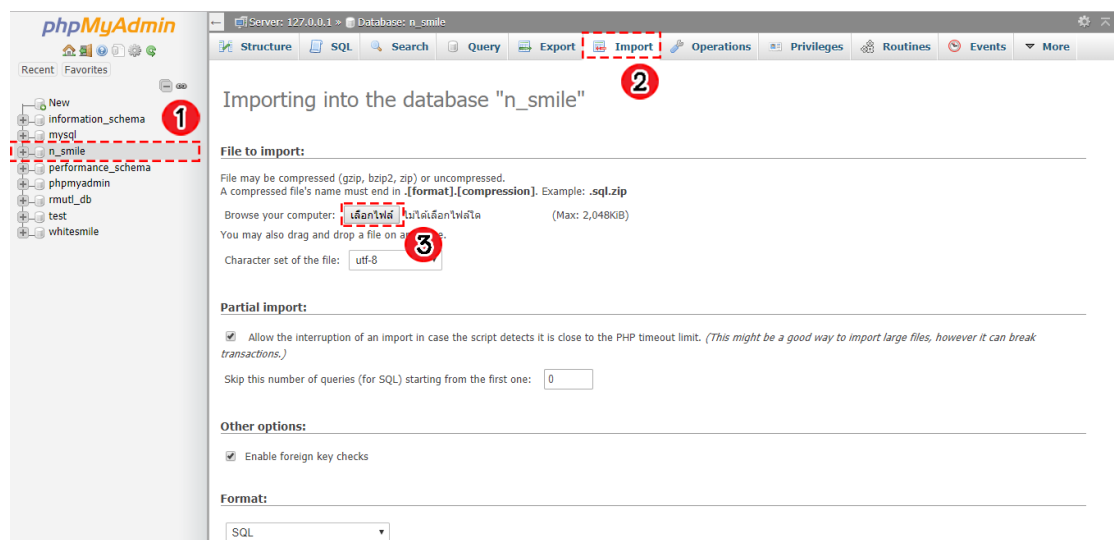 phpMyAdmin
Recent Favorites
New
information_schema
mysql
n_smile
performance_schema
phpmyadmin
rmutl_db
test
whitesmile
1
Server: 127.0.0.1 » Database: n_smile
Structure SQL Search Query Export Import Operations Privileges Routines Events More
2
Importing into the database "n_smile"
File to import:
File may be compressed (gzip, bzip2, zip) or uncompressed.
A compressed file's name must end in .[format].[compression]. Example: .sql.zip
Browse your computer: เลือกไฟล์ ไม่ได้เลือกไฟล์ใด (Max: 2,048KiB)
You may also drag and drop a file on
3
Character set of the file: utf-8
Partial import:
Allow the interruption of an import in case the script detects it is close to the PHP timeout limit. (This might be a good way to import large files, however it can break
transactions.)
Skip this number of queries (for SQL) starting from the first one: 0
Other options:
Enable foreign key checks
Format:
SQL